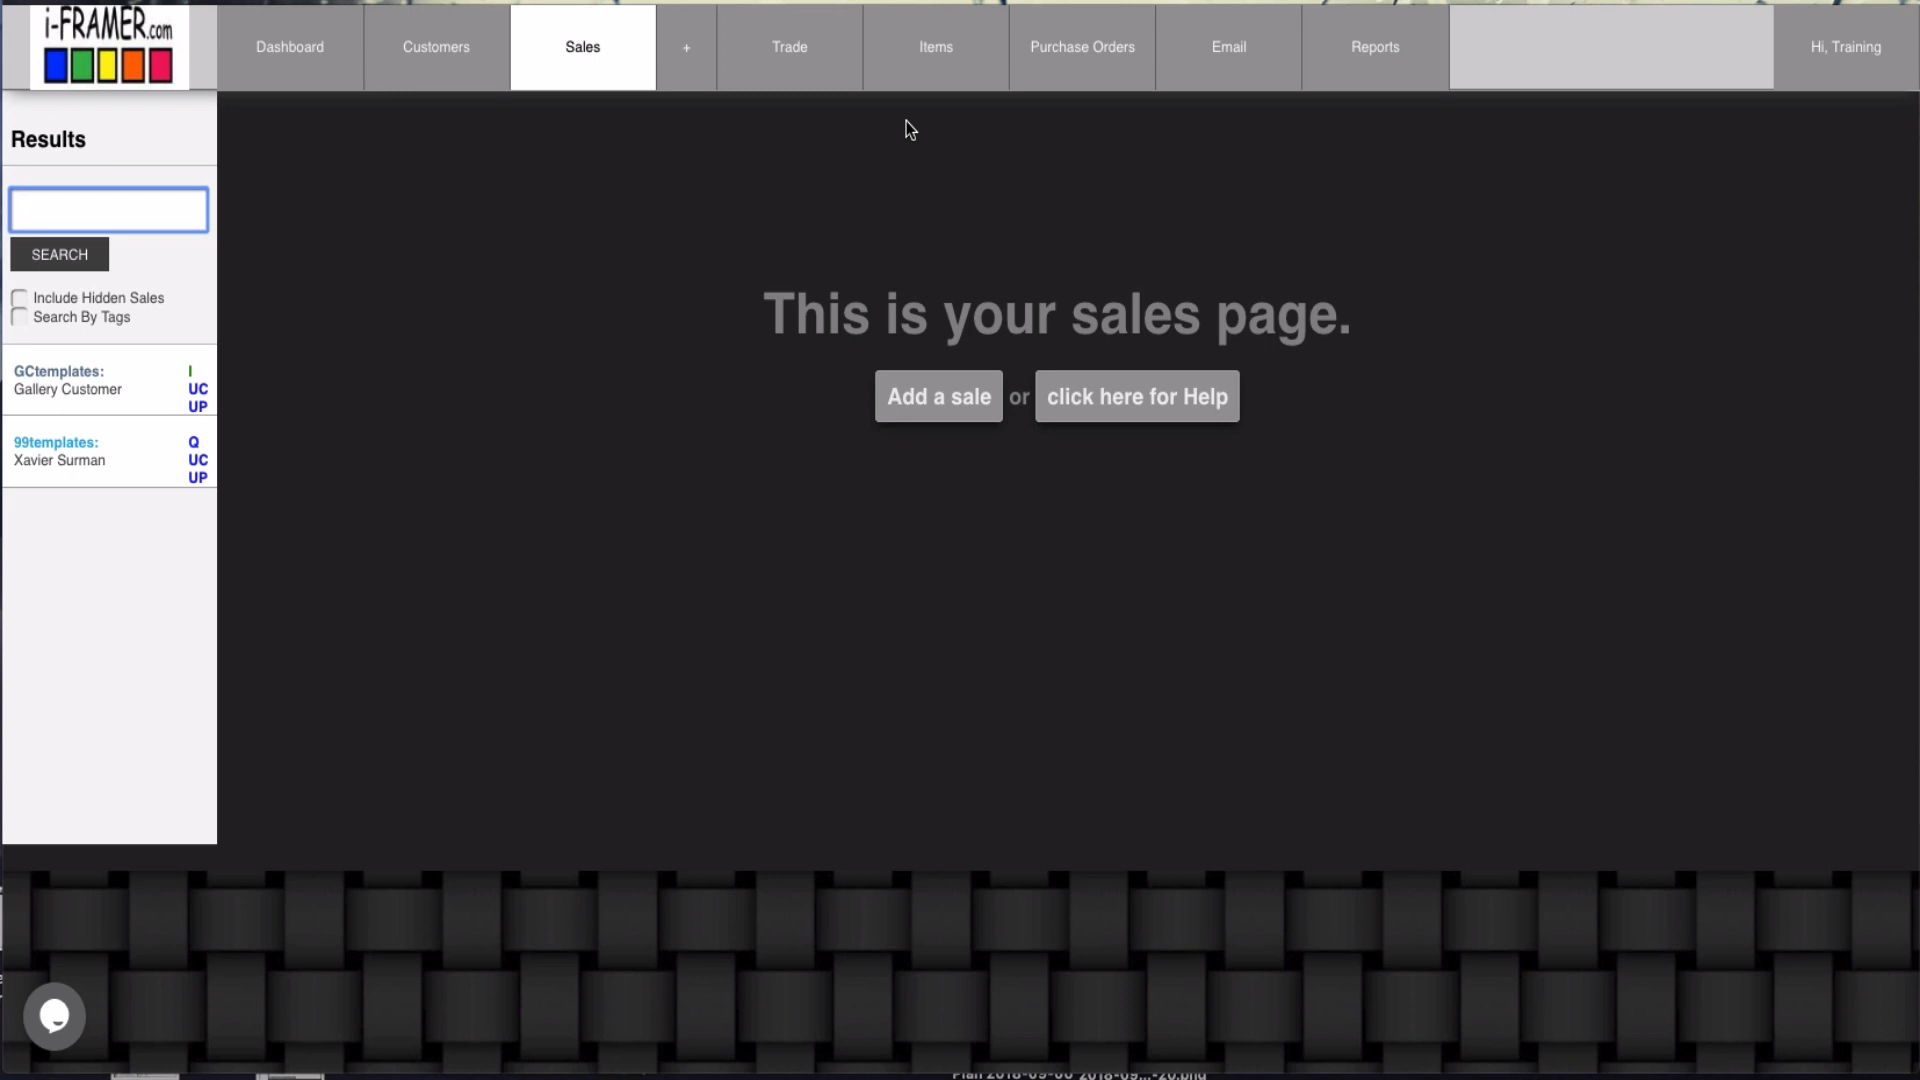 i-FRAMER.com
Dashboard
Customers
Sales
+
Trade
Items
Purchase Orders
Email
Reports
Hi, Training
Results
SEARCH
Include Hidden Sales
Search By Tags
GCtemplates: I
Gallery Customer UC
UP
99templates: Q
Xavier Surman UC
UP
This is your sales page.
Add a sale or click here for Help